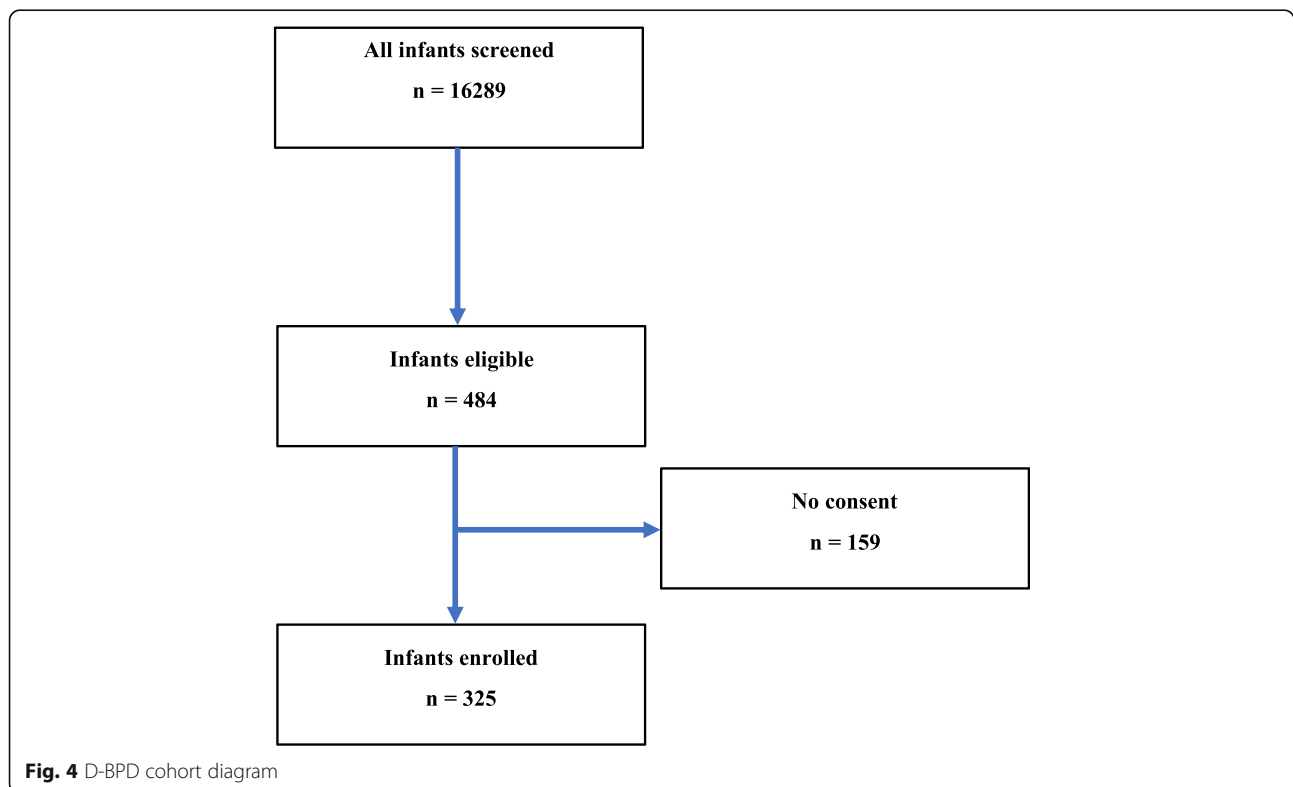 All infants screened
n = 16289
Infants eligible
n = 484
No consent
n = 159
Infants enrolled
n = 325
Fig. 4 D-BPD cohort diagram